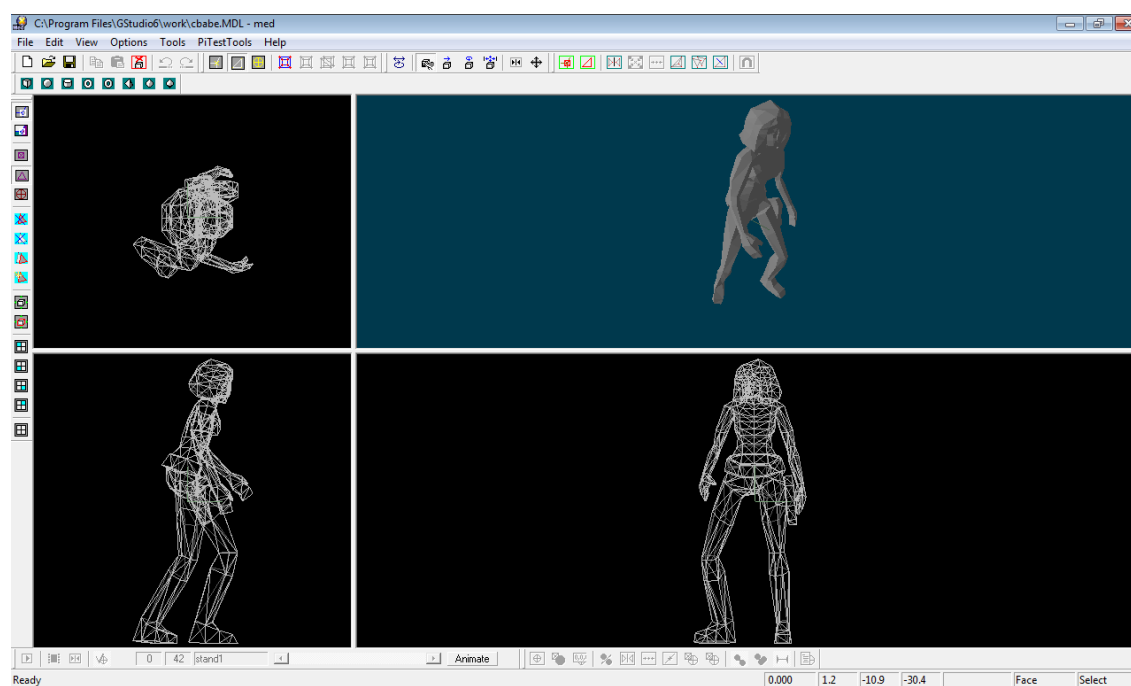 C:\Program Files\GStudio6\work\cbabe.MDL - med
File Edit View Options Tools PiTestTools Help
0 42 stand1 Animate
Ready 0.000 1.2 -10.9 -30.4 Face Select